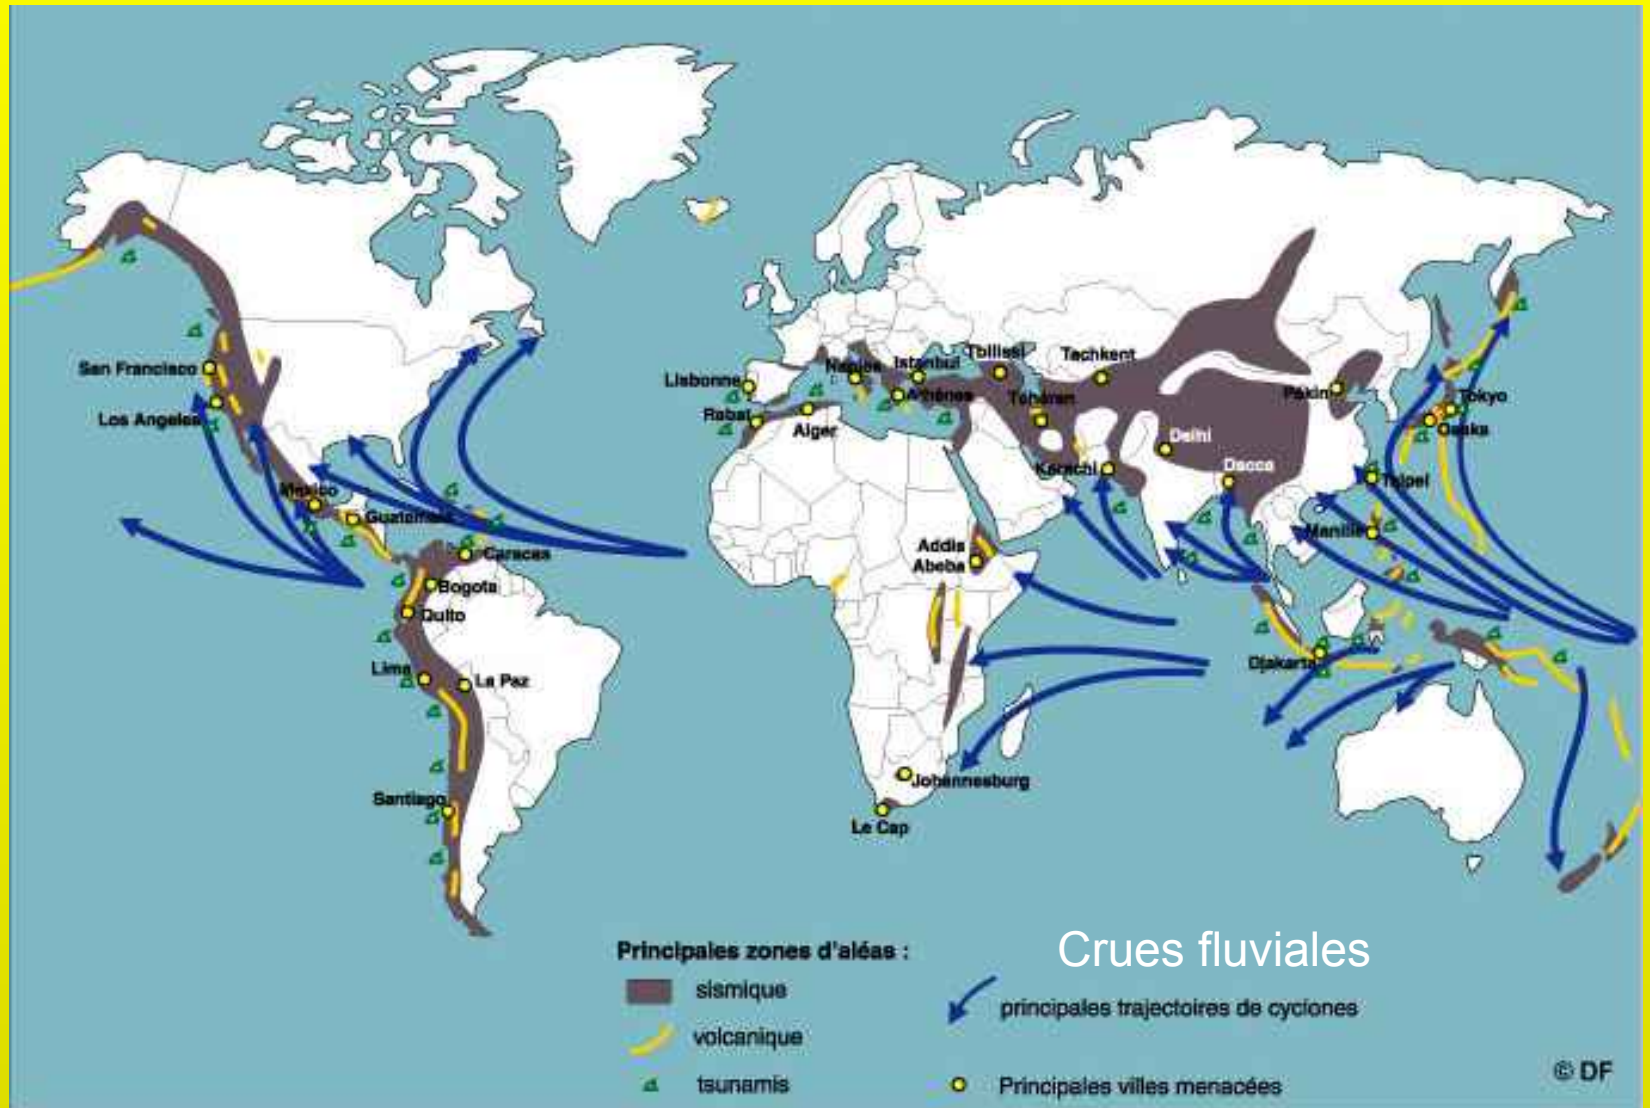 San Francisco
Los Angeles
Mexico
Guatemala
Caracas
Bogota
Quito
Lima
La Paz
Santiago
Lisbonne
Rabat
Alger
Naples
Istanbul
Athènes
Tbilissi
Téhéran
Tachkent
Karachi
Delhi
Dacca
Pékin
Tokyo
Osaka
Taipei
Manille
Djakarta
Addis
Abeba
Johannesburg
Le Cap
Principales zones d'aléas :
sismique
volcanique
tsunamis
Crues fluviales
principales trajectoires de cyclones
Principales villes menacées
© DF